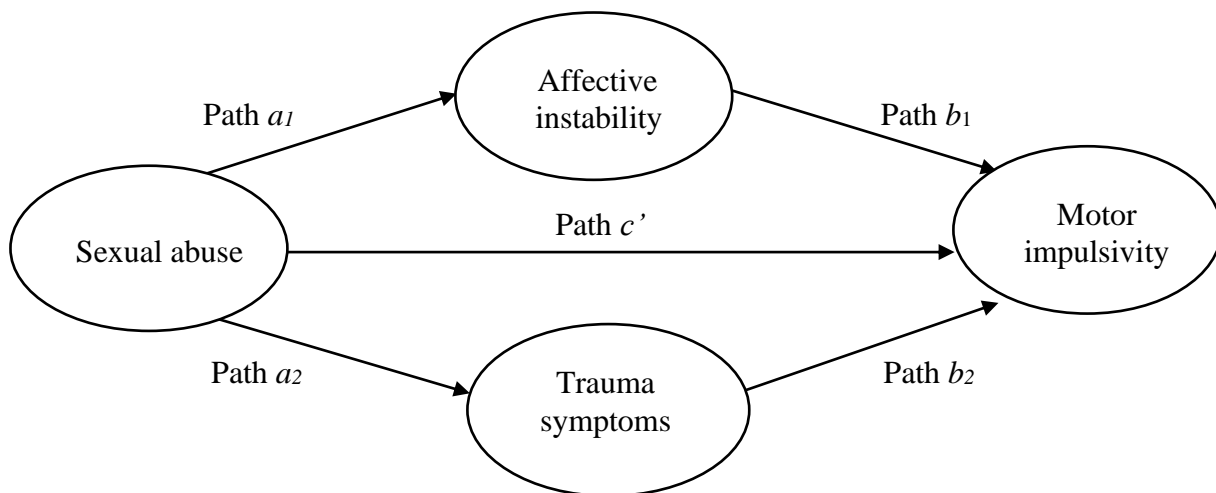 Affective
instability
Path a1
Path b1
Motor
impulsivity
Path c’
Sexual abuse
Path a2
Trauma
symptoms
Path b2